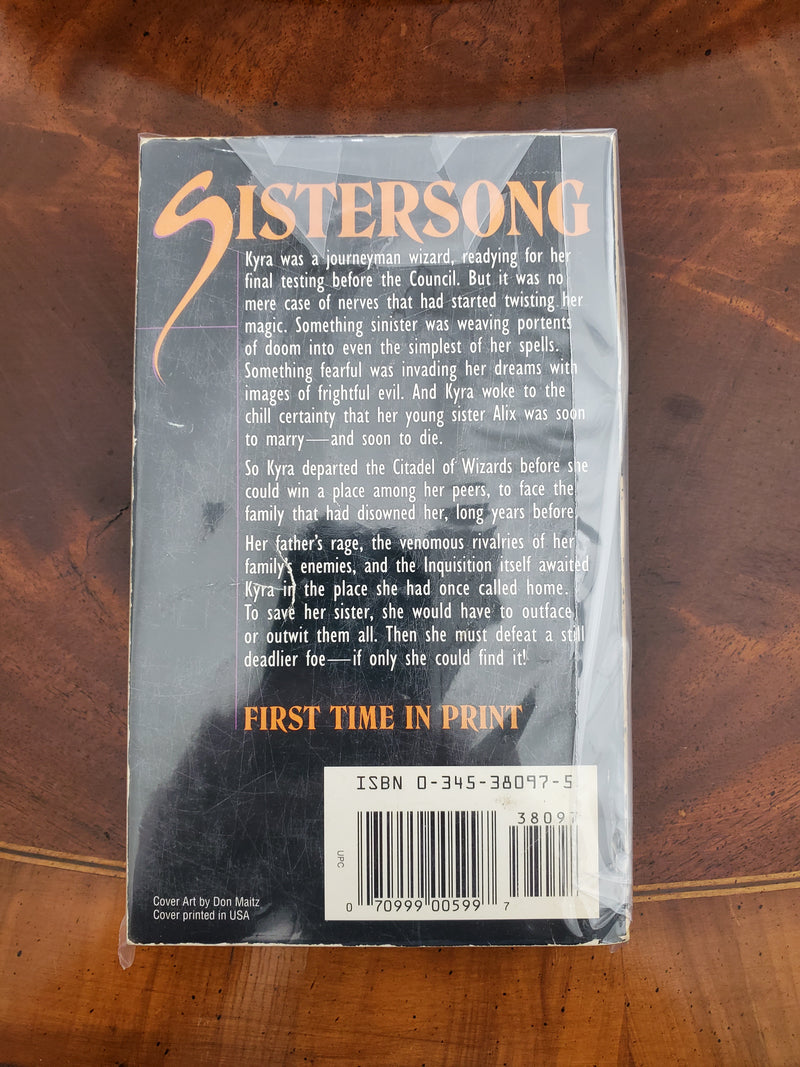 SISTERSONG
Kyra was a journeyman wizard, readying for her
final testing before the Council. But it was no
mere case of nerves that had started twisting her
magic. Something sinister was weaving portents
of doom into even the simplest of her spells.
Something fearful was invading her dreams with
images of frightful evil. And Kyra woke to the
chill certainty that her young sister Alix was soon
to marry—and soon to die.
So Kyra departed the Citadel of Wizards before she
could win a place among her peers, to face the
family that had disowned her, long years before
Her father's rage, the venomous rivalries of her
family's enemies, and the Inquisition itself awaited
Kyra in the place she had once called home.
To save her sister, she would have to outface
or outwit them all. Then she must defeat a still
deadlier foe—if only she could find it!
FIRST TIME IN PRINT
ISBN 0-345-38097-5
38097
UPC
0 70999 00599 7
Cover Art by Don Maitz
Cover printed in USA